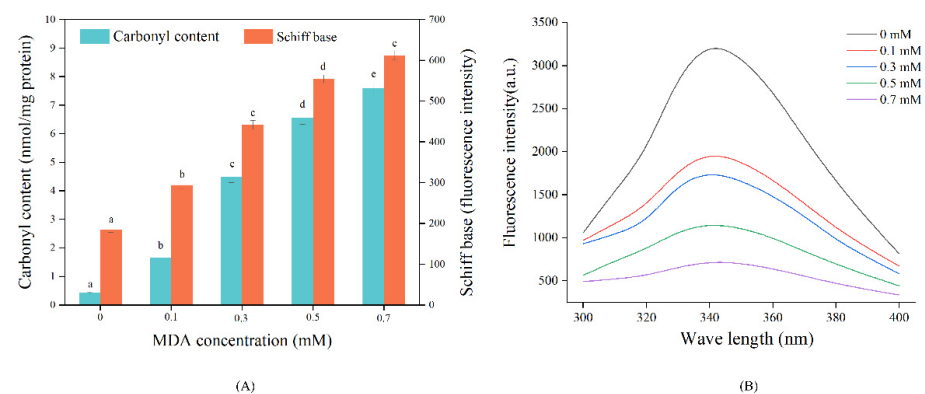 Carbonyl content
Schiff base
Carbonyl content (nmol/mg protein)
10
9
8
7
6
5
4
3
2
1
0
a
a
b
b
c
c
d
d
e
e
0
0.1
0.3
0.5
0.7
MDA concentration (mM)
700
600
500
400
300
200
100
0
Schiff base (fluorescence intensity)
(A)
Fluorescence intensity(a.u.)
3500
3000
2500
2000
1500
1000
500
0 mM
0.1 mM
0.3 mM
0.5 mM
0.7 mM
300
320
340
360
380
400
Wave length (nm)
(B)